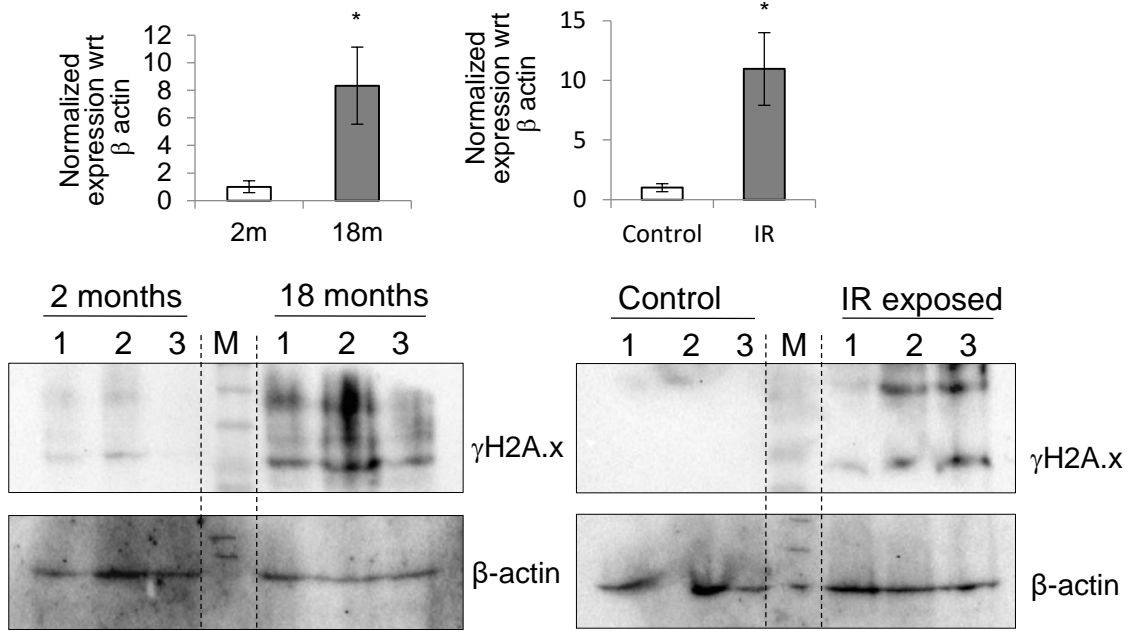 *
Normalized
expression wrt
β actin
12
10
8
6
4
2
0
2m 18m
*
Normalized
expression wrt
β actin
15
10
5
0
Control IR
2 months 18 months
1 2 3 M 1 2 3
γH2A.x
β-actin
Control IR exposed
1 2 3 M 1 2 3
γH2A.x
β-actin